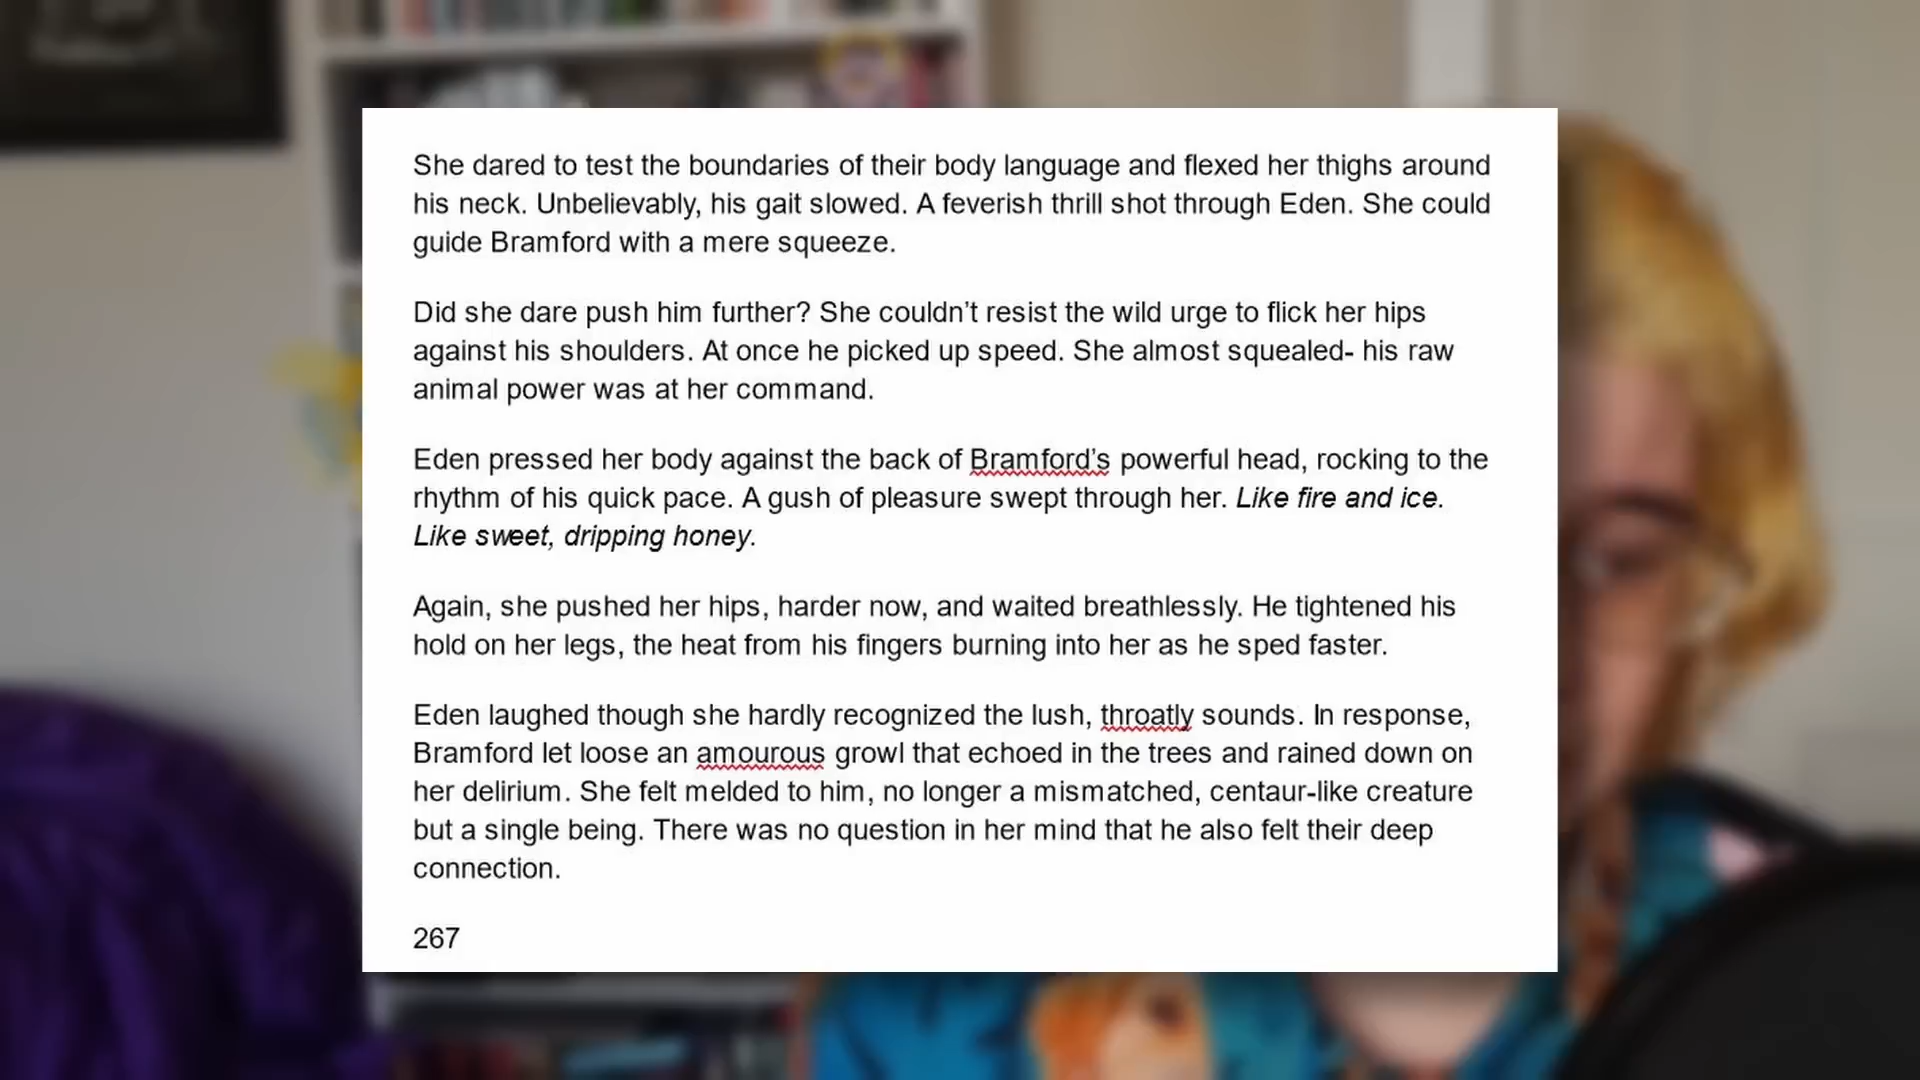 She dared to test the boundaries of their body language and flexed her thighs around
his neck. Unbelievably, his gait slowed. A feverish thrill shot through Eden. She could
guide Bramford with a mere squeeze.
Did she dare push him further? She couldn’t resist the wild urge to flick her hips
against his shoulders. At once he picked up speed. She almost squealed- his raw
animal power was at her command.
Eden pressed her body against the back of Bramford’s powerful head, rocking to the
rhythm of his quick pace. A gush of pleasure swept through her. Like fire and ice.
Like sweet, dripping honey.
Again, she pushed her hips, harder now, and waited breathlessly. He tightened his
hold on her legs, the heat from his fingers burning into her as he sped faster.
Eden laughed though she hardly recognized the lush, throatly sounds. In response,
Bramford let loose an amourous growl that echoed in the trees and rained down on
her delirium. She felt melded to him, no longer a mismatched, centaur-like creature
but a single being. There was no question in her mind that he also felt their deep
connection.
267